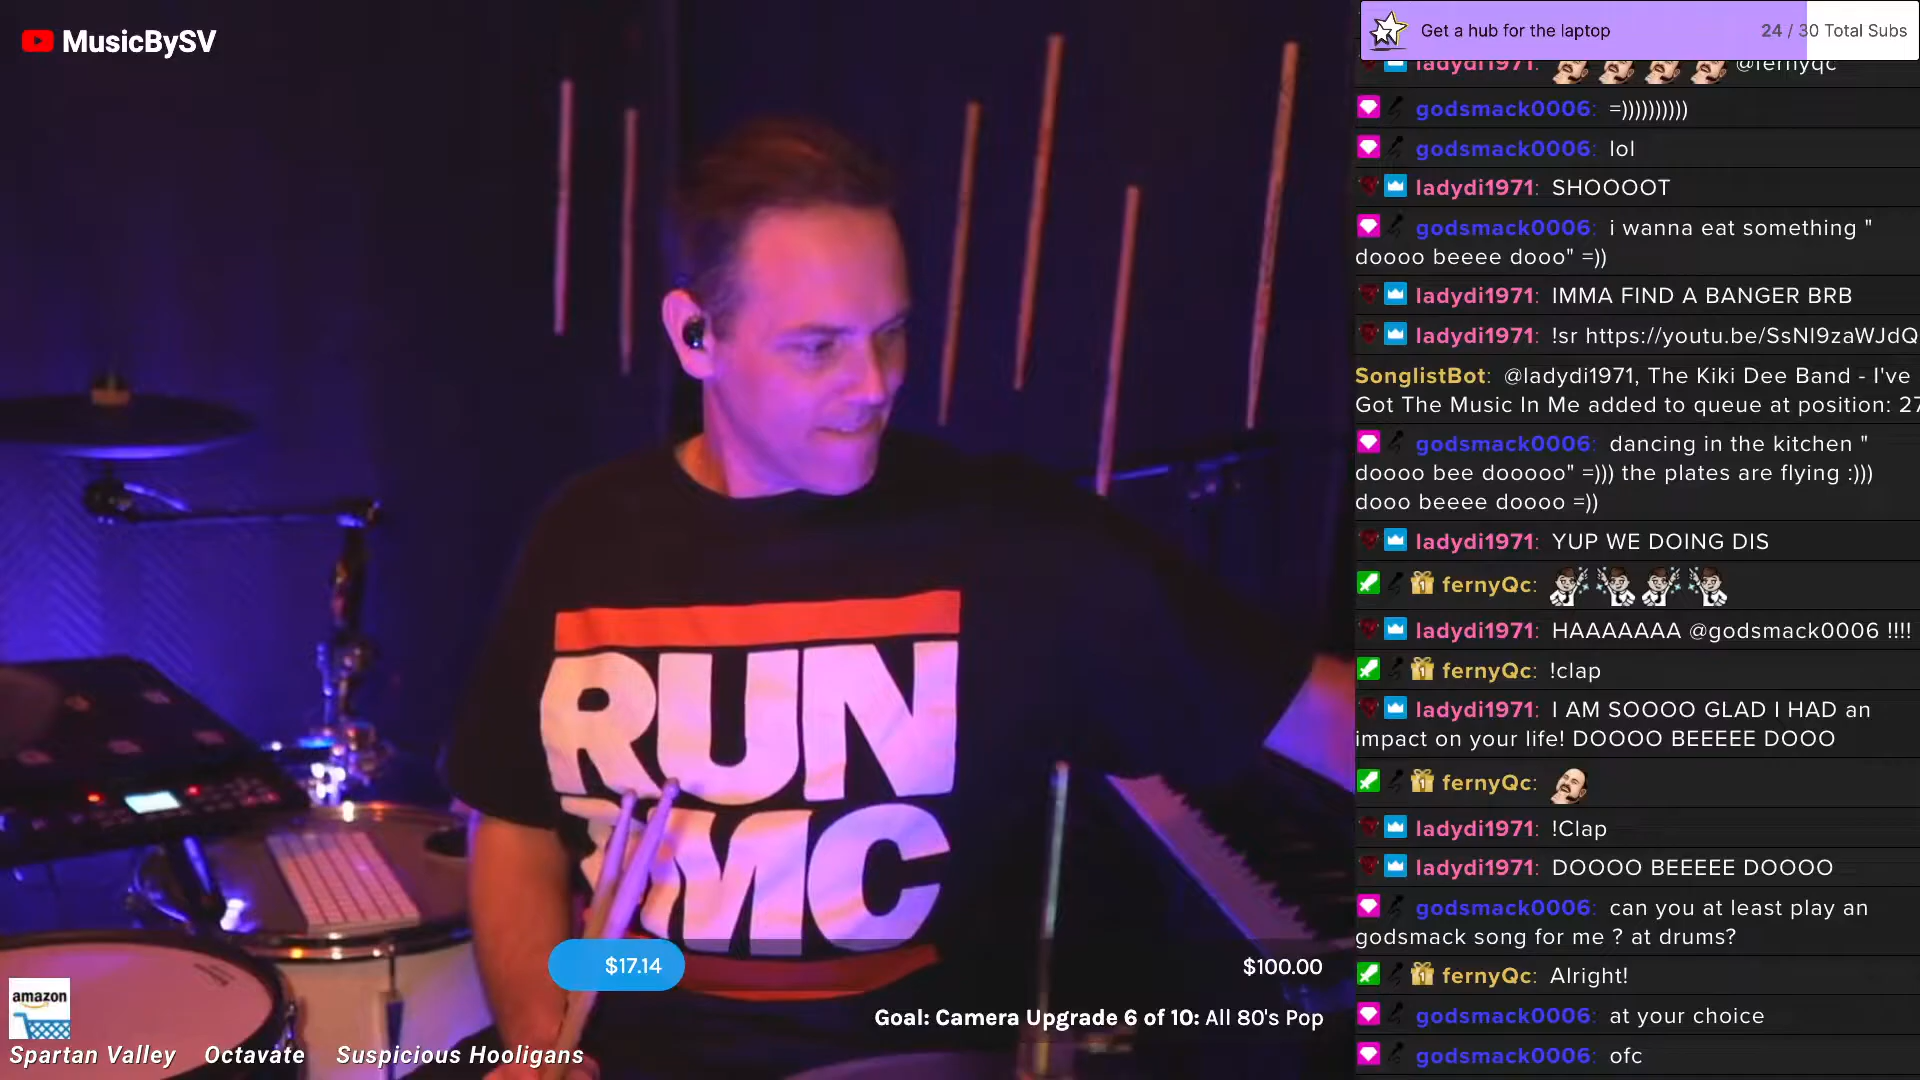 MusicBySV
Get a hub for the laptop
24 / 30 Total Subs
ladydi1971: @fernyqc
godsmack0006: =))))))))))
godsmack0006: lol
ladydi1971: SHOOOOT
godsmack0006: i wanna eat something "
doooo beeee dooo" =))
ladydi1971: IMMA FIND A BANGER BRB
ladydi1971: !sr https://youtu.be/SsNI9zaWJdQ
SonglistBot: @ladydi1971, The Kiki Dee Band - I've
Got The Music In Me added to queue at position: 27
godsmack0006: dancing in the kitchen "
doooo bee dooooo" =))) the plates are flying :)))
dooo beeee doooo =))
ladydi1971: YUP WE DOING DIS
fernyQc:
ladydi1971: HAAAAAAA @godsmack0006 !!!!
fernyQc: !clap
ladydi1971: I AM SOOOO GLAD I HAD an
impact on your life! DOOOO BEEEEE DOOO
fernyQc:
ladydi1971: !Clap
ladydi1971: DOOOO BEEEEE DOOOO
godsmack0006: can you at least play an
godsmack song for me ? at drums?
fernyQc: Alright!
godsmack0006: at your choice
godsmack0006: ofc
RUN
MC
$17.14
$100.00
Goal: Camera Upgrade 6 of 10: All 80's Pop
amazon
Spartan Valley Octavate Suspicious Hooligans